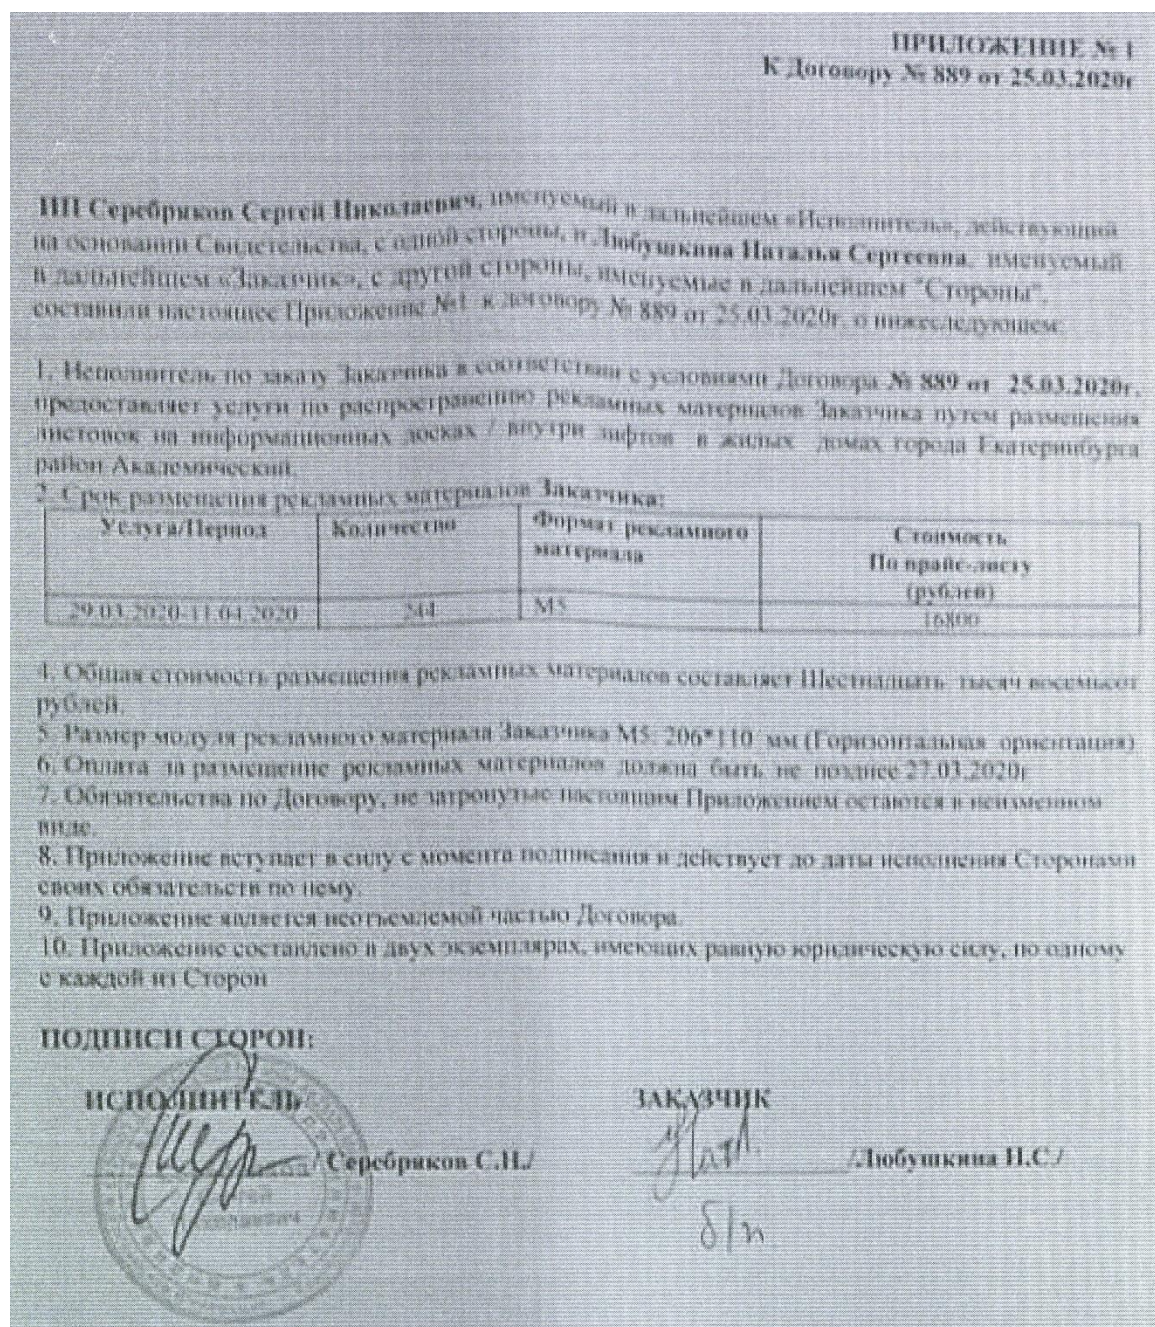 ПРИЛОЖЕНИЕ № 1
К Договору № 889 от 25.03.2020г
ИП Серебряков Сергей Николаевич, именуемый в дальнейшем «Исполнитель», действующий
на основании Свидетельства, с одной стороны, и Любушкина Наталья Сергеевна, именуемый
в дальнейшем «Заказчик», с другой стороны, именуемые в дальнейшем "Стороны",
составили настоящее Приложение №1 к договору № 889 от 25.03.2020г. о нижеследующем:
1. Исполнитель по заказу Заказчика в соответствии с условиями Договора № 889 от 25.03.2020г.
предоставляет услуги по распространению рекламных материалов Заказчика путем размещения
листовок на информационных досках / внутри лифтов в жилых домах города Екатеринбурга
район Академический.
2. Срок размещения рекламных материалов Заказчика:
Услуга/Период Количество Формат рекламного материала Стоимость По прайс-листу (рублей)
29.03.2020-11.04.2020 244 М5 16800
4. Общая стоимость размещения рекламных материалов составляет Шестнадцать тысяч восемьсот
рублей.
5. Размер модуля рекламного материала Заказчика М5: 206*110 мм (Горизонтальная ориентация)
6. Оплата за размещение рекламных материалов должна быть не позднее 27.03.2020г
7. Обязательства по Договору, не затронутые настоящим Приложением остаются в неизменном
виде.
8. Приложение вступает в силу с момента подписания и действует до даты исполнения Сторонами
своих обязательств по нему.
9. Приложение является неотъемлемой частью Договора.
10. Приложение составлено в двух экземплярах, имеющих равную юридическую силу, по одному
с каждой из Сторон
ПОДПИСИ СТОРОН:
ИСПОЛНИТЕЛЬ ЗАКАЗЧИК
/Серебряков С.Н./ /Любушкина Н.С./
б/п